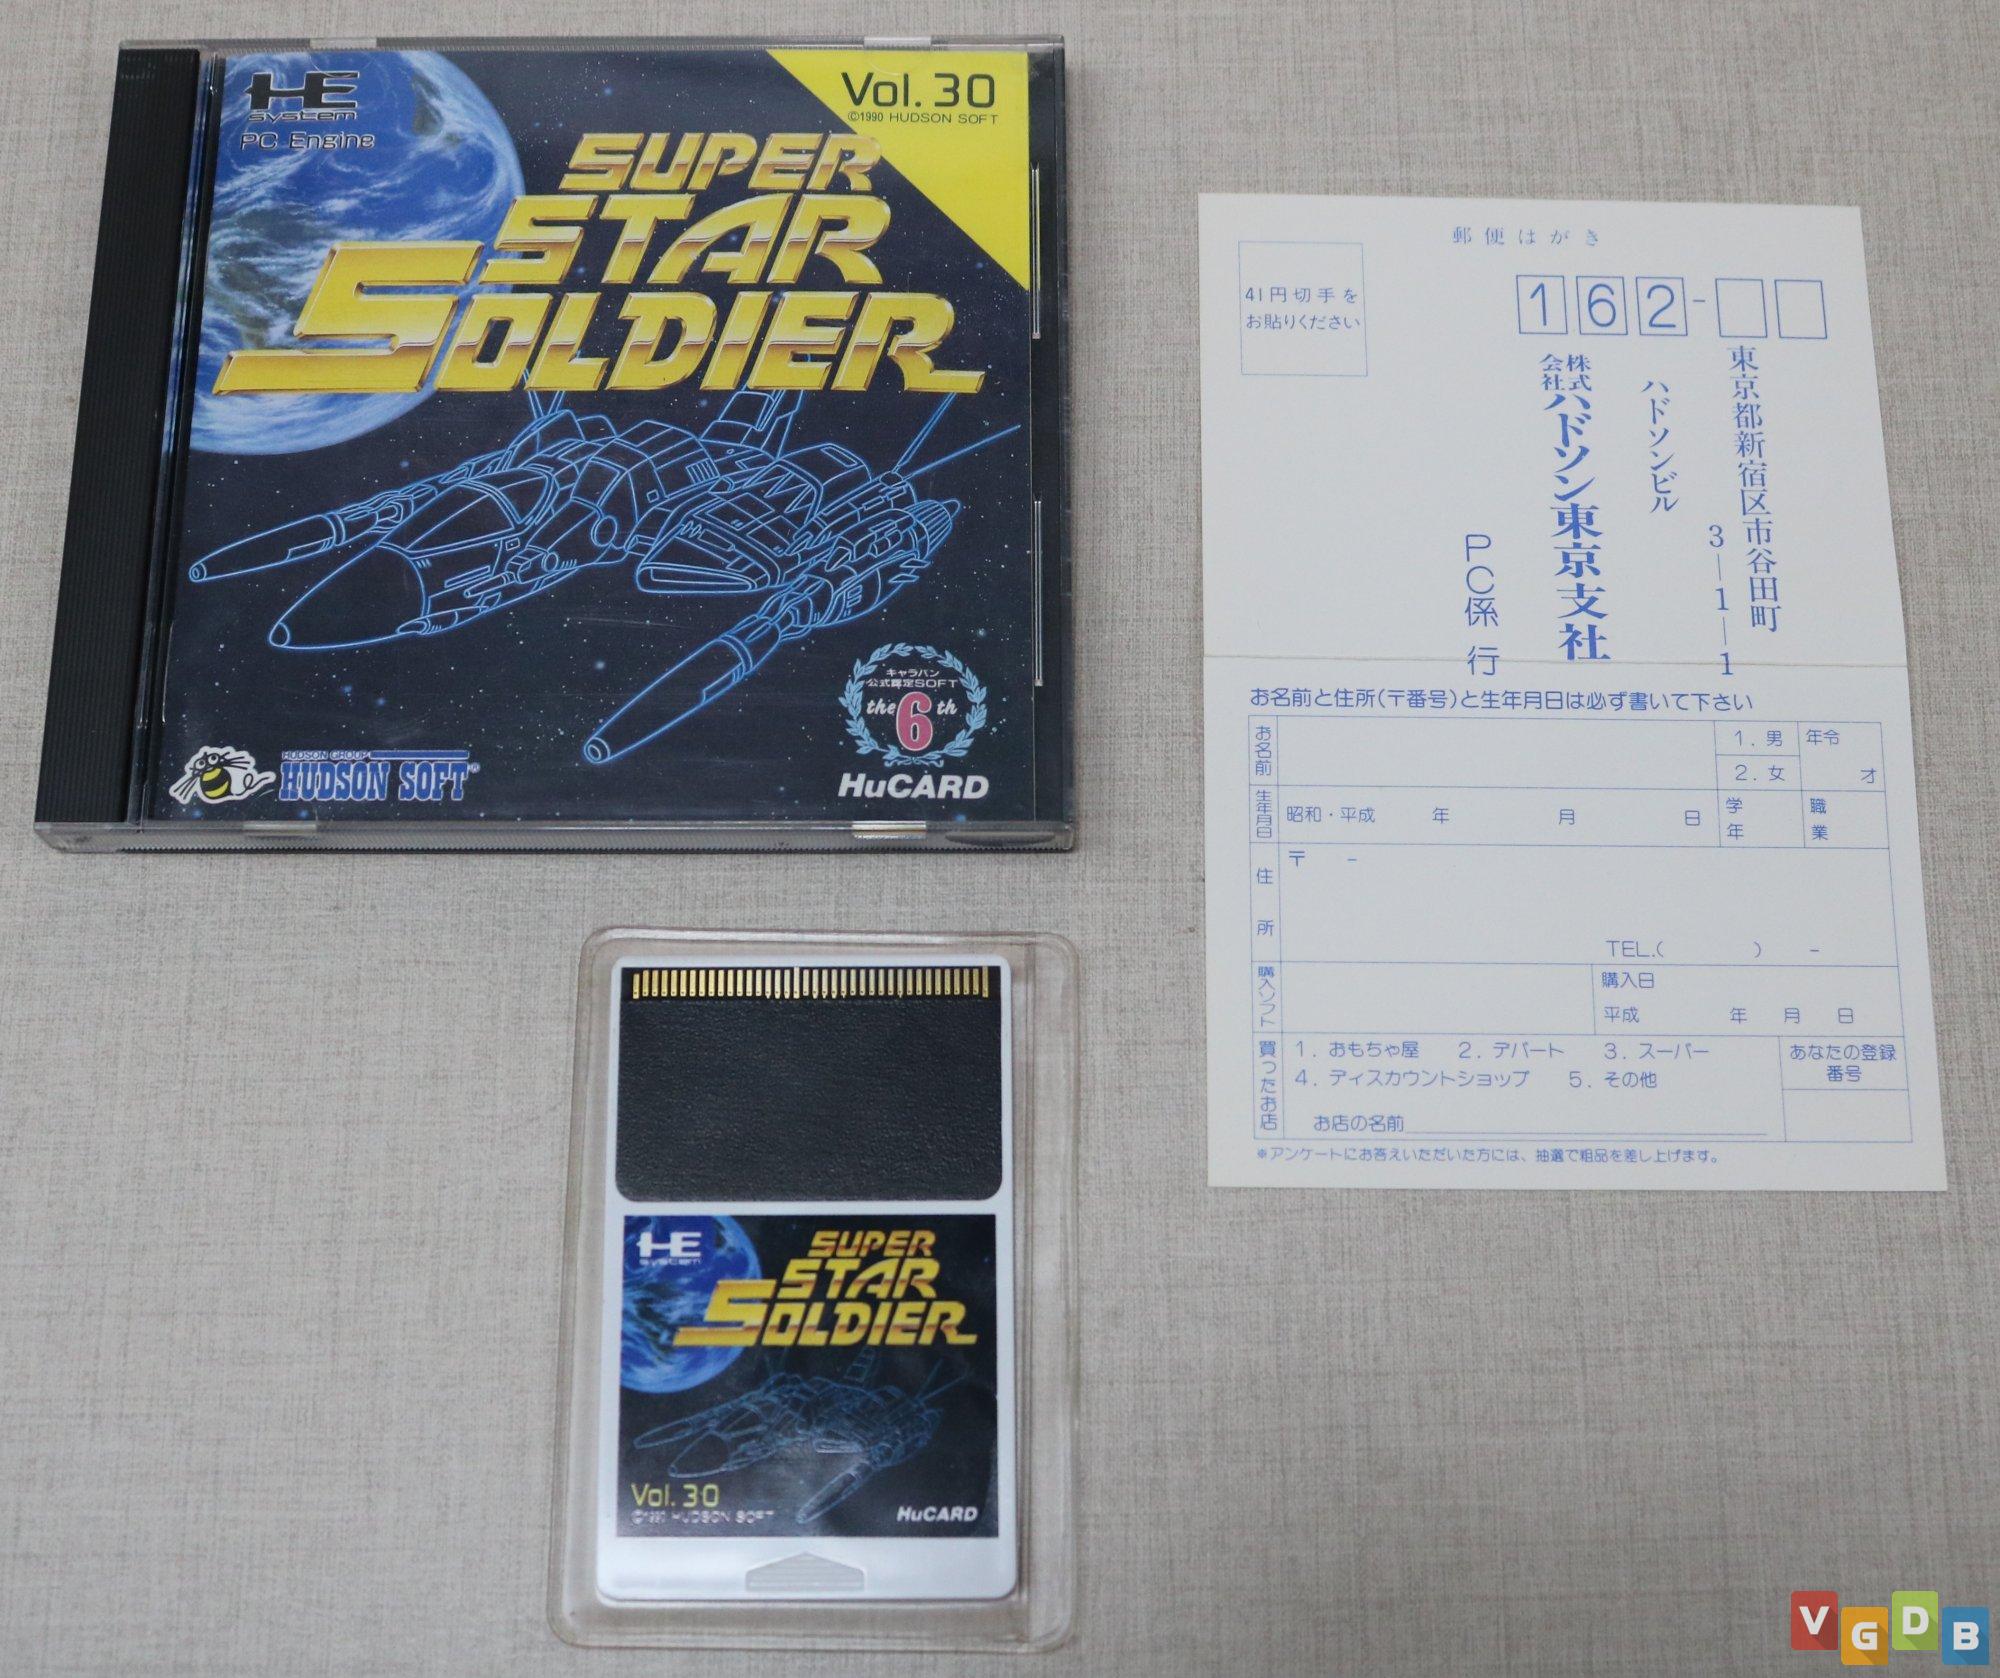 HE
system
PC Engine
Vol. 30
©1990 HUDSON SOFT
SUPER
STAR
SOLDIER
キャラバン
公式認定SOFT
the 6 th
HUDSON GROUP
HUDSON SOFT®
HuCARD
郵便はがき
41円切手を
お貼りください
162-
東京都新宿区市谷田町
3－1－1
ハドソンビル
株式会社ハドソン東京支社
PC係 行
お名前と住所(〒番号)と生年月日は必ず書いて下さい
お名前
1. 男
2. 女
年令
才
生年月日
昭和・平成 年 月 日
学年
職業
住所
〒 -
TEL.( ) -
購入ソフト
購入日
平成 年 月 日
買ったお店
1. おもちゃ屋 2. デパート 3. スーパー
4. ディスカウントショップ 5. その他
お店の名前
あなたの登録
番号
※アンケートにお答えいただいた方には、抽選で粗品を差し上げます。
HE
system
SUPER
STAR
SOLDIER
Vol. 30
©1990 HUDSON SOFT
HuCARD
VGDB